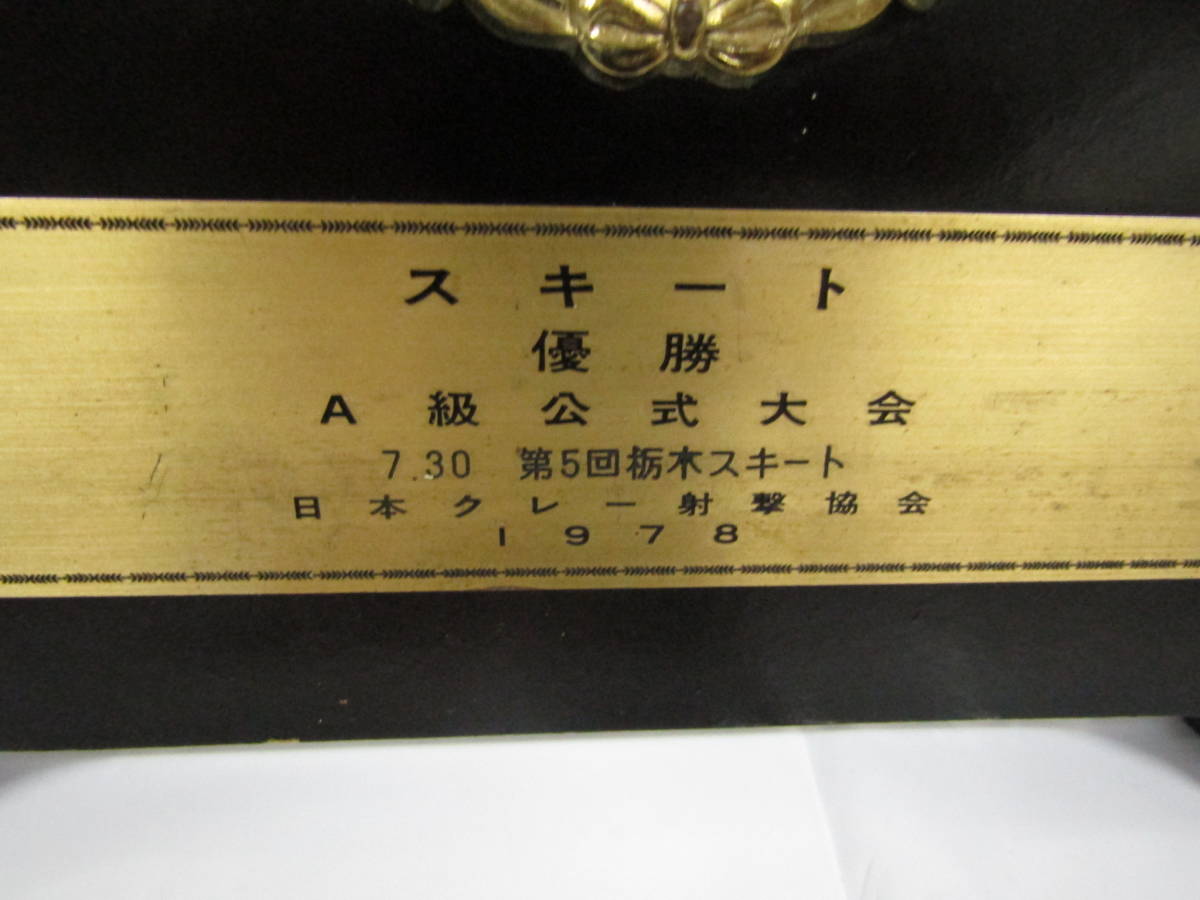 スキート
優勝
A級公式大会
7.30 第5回栃木スキート
日本クレー射撃協会
1978